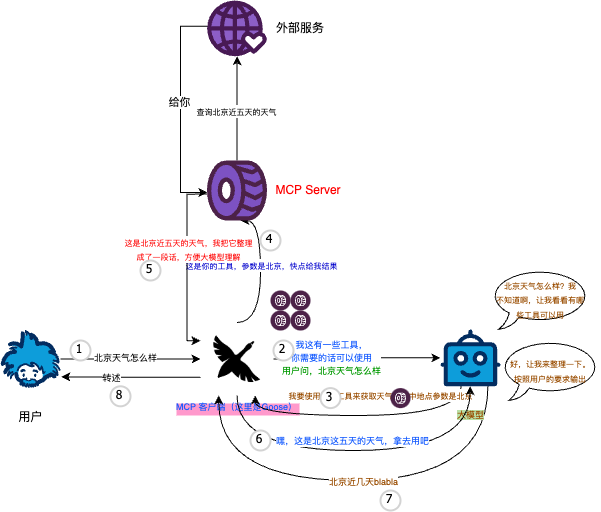 外部服务
给你
查询北京近五天的天气
MCP Server
这是北京近五天的天气，我把它整理
成了一段话，方便大模型理解
4
5
这是你的工具，参数是北京，快点给我结果
北京天气怎么样？我
不知道啊，让我看看有哪
些工具可以用
1
北京天气怎么样
2
我这有一些工具，
你需要的话可以使用
用户问，北京天气怎么样
好，让我来整理一下。
按照用户的要求输出
转述
8
用户
3
我要使用
工具来获取天气
中地点参数是北京
MCP 客户端（这里是Goose）
大模型
6
嘿，这是北京这五天的天气，拿去用吧
北京近几天blabla
7